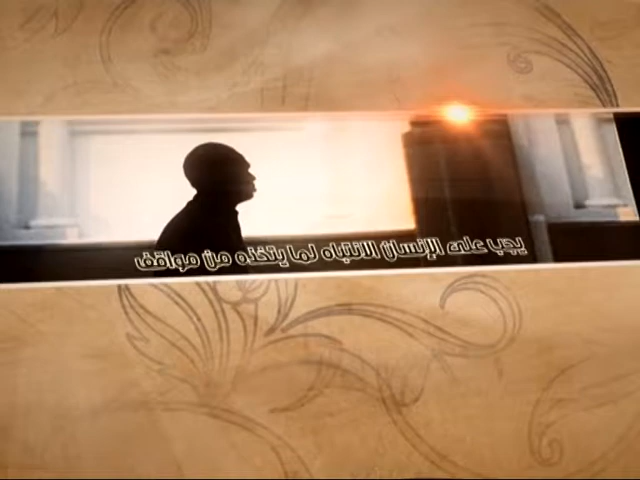 يجب على الإنسان الانتباه لما يتخذه من مواقف